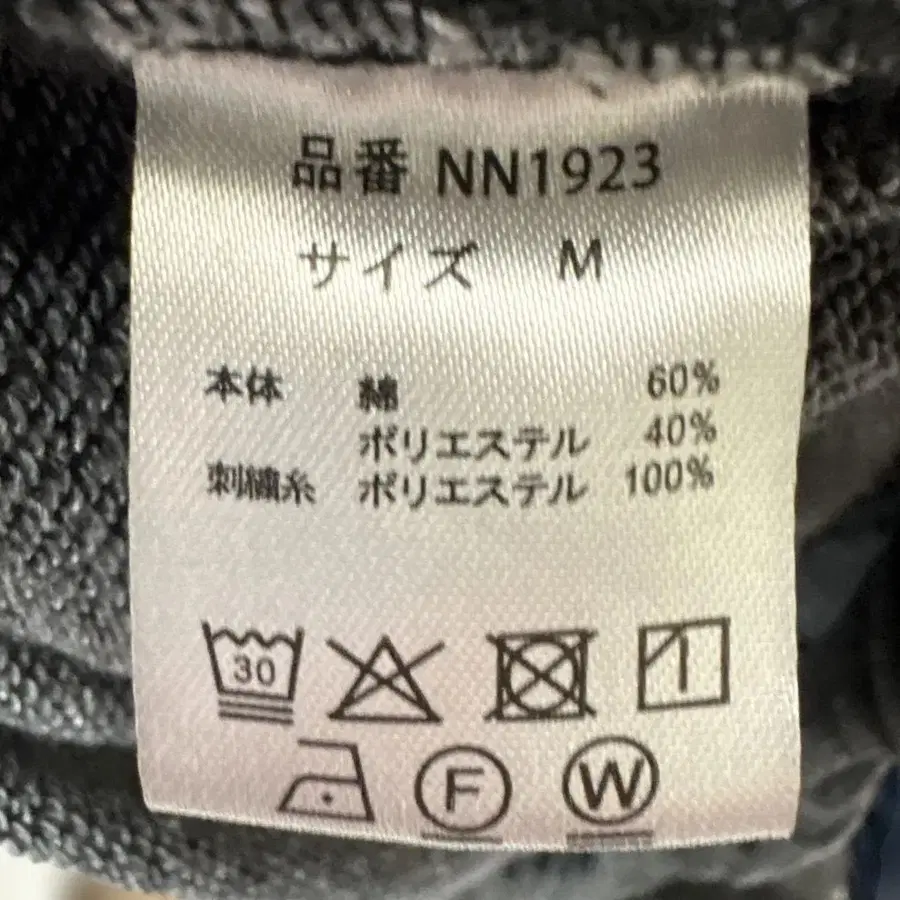 品番 NN1923
サイズ M
本体 綿 60%
ポリエステル 40%
刺繍糸 ポリエステル 100%
30
F W